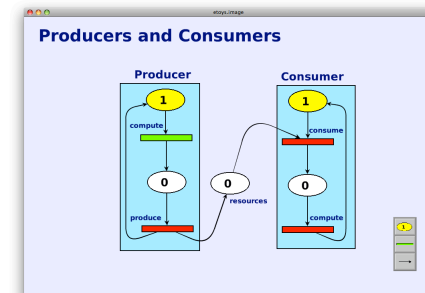 etoys.image
Producers and Consumers
Producer
Consumer
1
1
compute
consume
0
0
0
resources
produce
compute
1